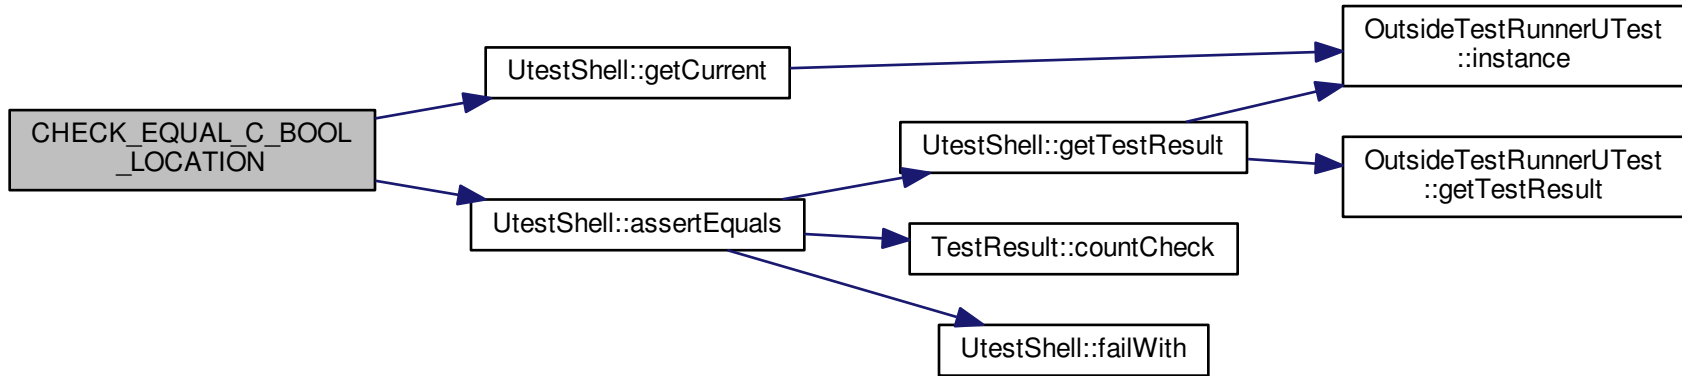 CHECK_EQUAL_C_BOOL
_LOCATION
UtestShell::getCurrent
UtestShell::assertEquals
UtestShell::getTestResult
TestResult::countCheck
UtestShell::failWith
OutsideTestRunnerUTest
::instance
OutsideTestRunnerUTest
::getTestResult